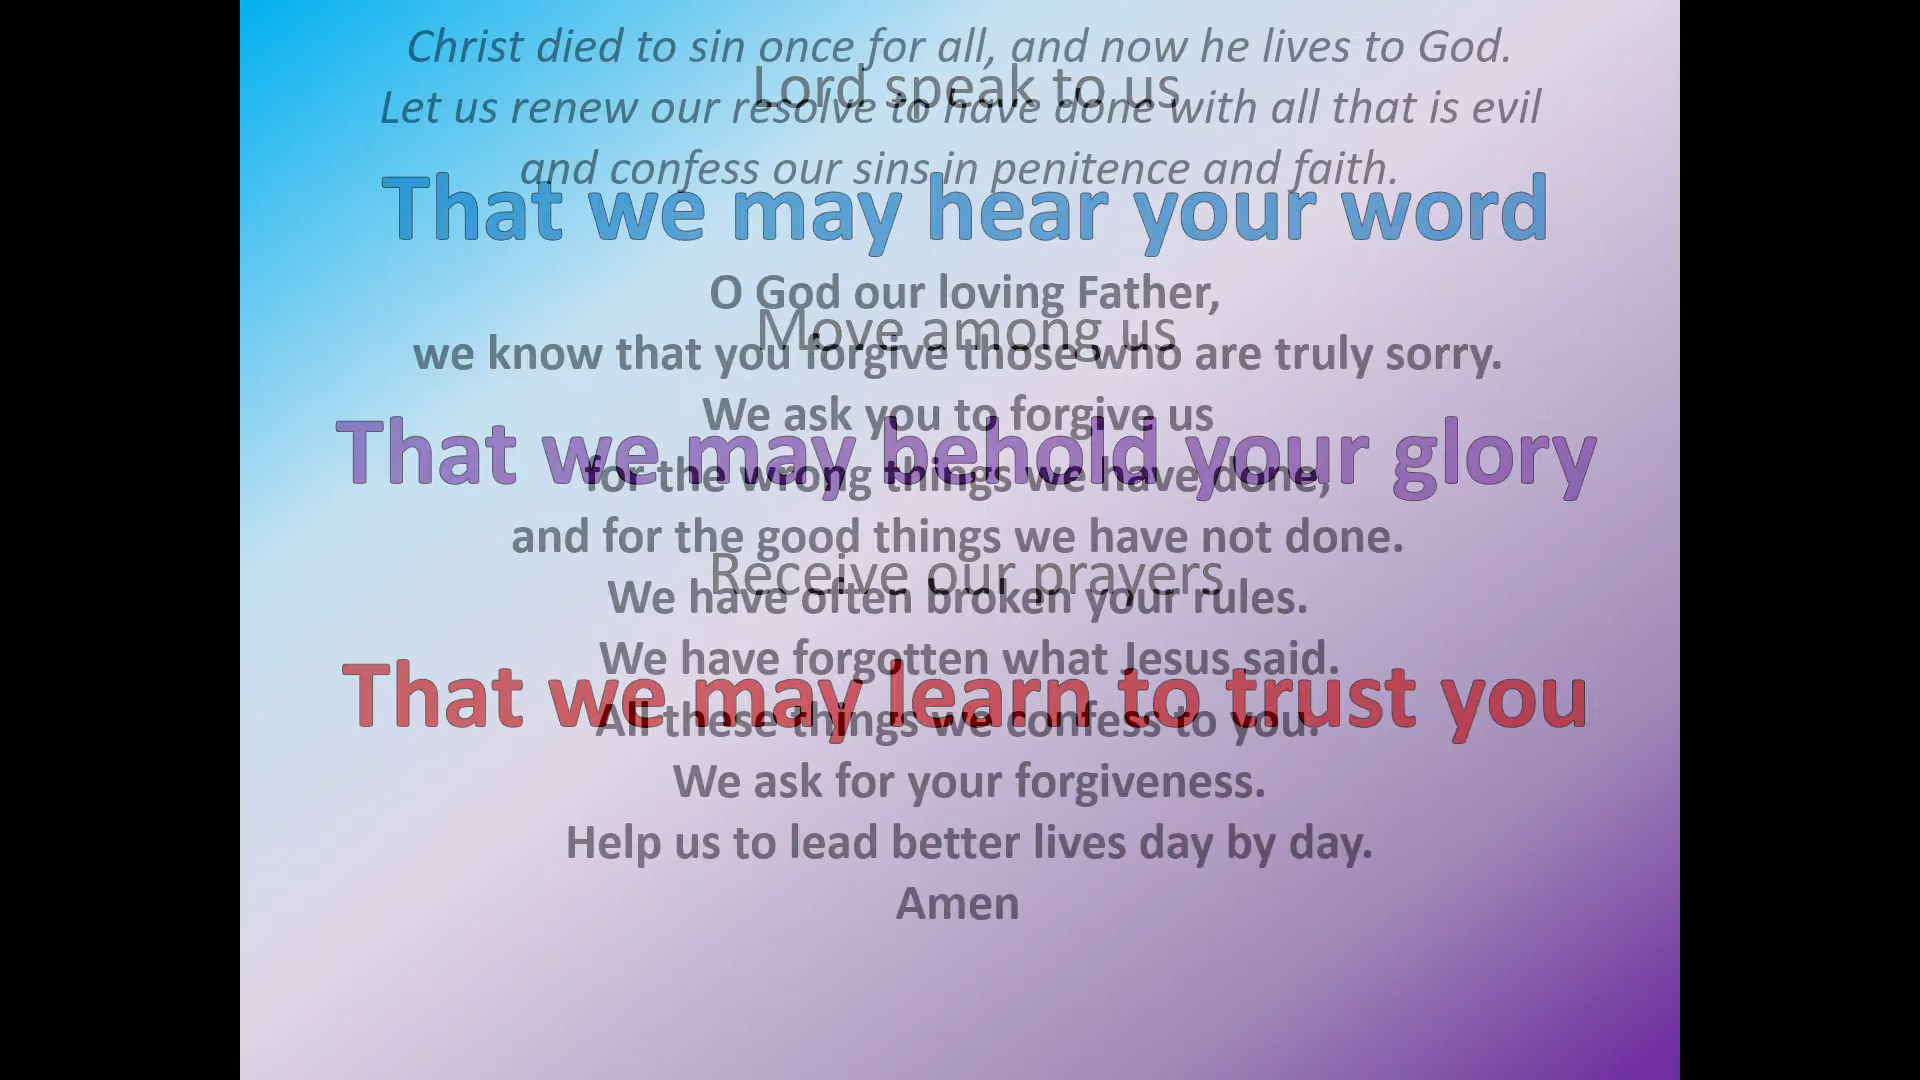 Christ died to sin once for all, and now he lives to God.
Lord speak to us
Let us renew our resolve to have done with all that is evil
and confess our sins in penitence and faith.
That we may hear your word
O God our loving Father,
Move among us
we know that you forgive those who are truly sorry.
We ask you to forgive us
That we may behold your glory
for the wrong things we have done,
and for the good things we have not done.
Receive our prayers
We have often broken your rules.
We have forgotten what Jesus said.
That we may learn to trust you
All these things we confess to you.
We ask for your forgiveness.
Help us to lead better lives day by day.
Amen